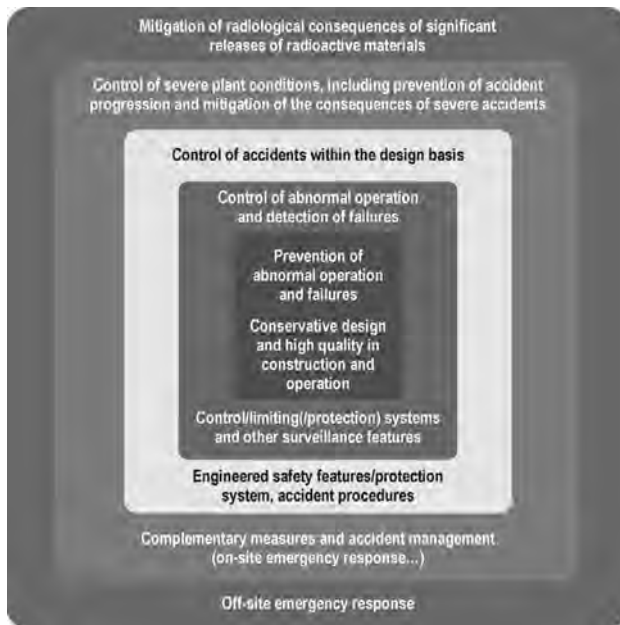 Mitigation of radiological consequences of significant
releases of radioactive materials
Control of severe plant conditions, including prevention of accident
progression and mitigation of the consequences of severe accidents
Control of accidents within the design basis
Control of abnormal operation
and detection of failures
Prevention of
abnormal operation
and failures
Conservative design
and high quality in
construction and
operation
Control/limiting(/protection) systems
and other surveillance features
Engineered safety features/protection
system, accident procedures
Complementary measures and accident management
(on-site emergency response...)
Off-site emergency response